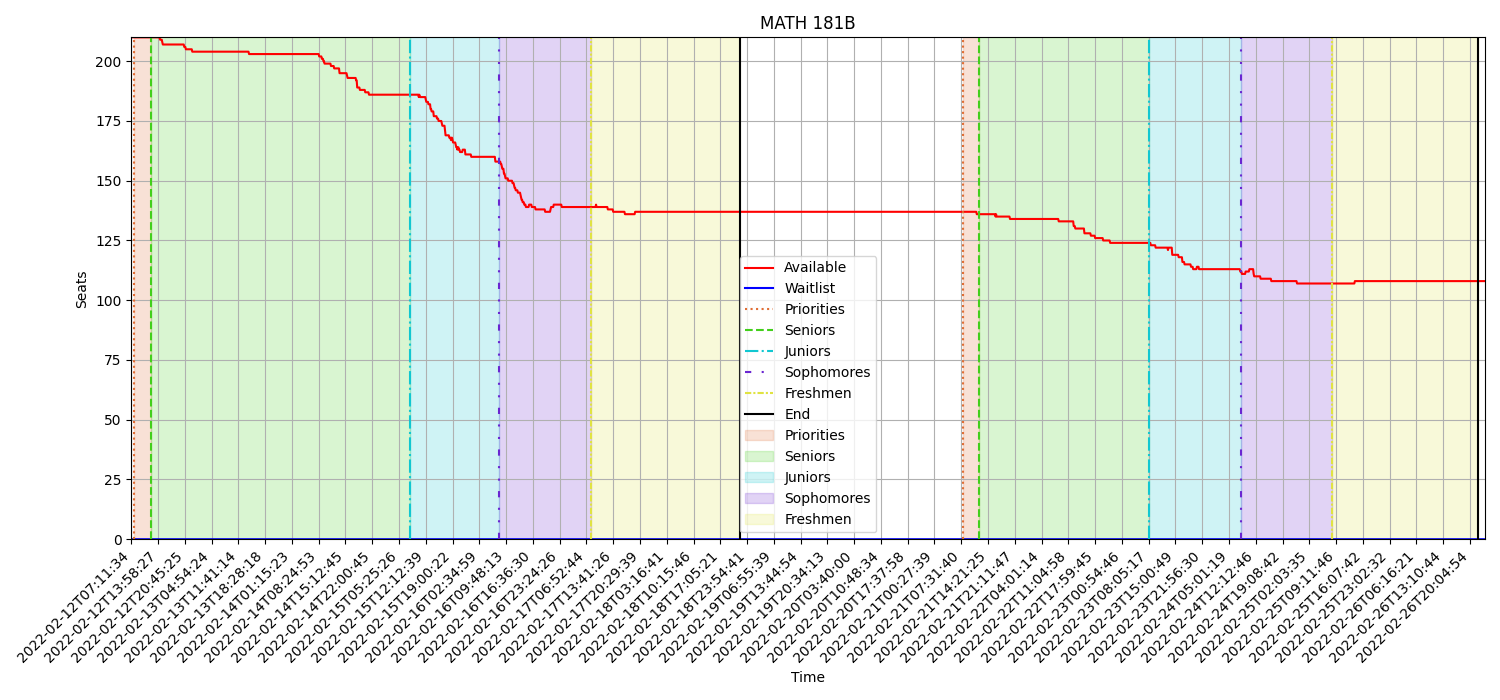 MATH 181B
Seats
200
175
150
125
100
75
50
25
0
Available
Waitlist
Priorities
Seniors
Juniors
Sophomores
Freshmen
End
Priorities
Seniors
Juniors
Sophomores
Freshmen
2022-02-12T07:11:34
2022-02-12T13:58:27
2022-02-12T20:45:25
2022-02-13T04:54:24
2022-02-13T11:41:14
2022-02-13T18:28:18
2022-02-14T01:15:23
2022-02-14T08:24:53
2022-02-14T15:12:45
2022-02-14T22:00:45
2022-02-15T05:25:26
2022-02-15T12:12:39
2022-02-15T19:00:22
2022-02-16T02:34:59
2022-02-16T09:48:13
2022-02-16T16:36:30
2022-02-16T23:24:26
2022-02-17T06:52:44
2022-02-17T13:41:26
2022-02-17T20:29:39
2022-02-18T03:16:41
2022-02-18T10:15:46
2022-02-18T17:05:21
2022-02-18T23:54:41
2022-02-19T06:55:39
2022-02-19T13:44:54
2022-02-19T20:34:13
2022-02-20T03:40:00
2022-02-20T10:48:34
2022-02-20T17:37:58
2022-02-21T00:27:39
2022-02-21T07:31:40
2022-02-21T14:21:25
2022-02-21T21:11:47
2022-02-22T04:01:14
2022-02-22T11:04:58
2022-02-22T17:59:45
2022-02-23T00:54:46
2022-02-23T08:05:17
2022-02-23T15:00:49
2022-02-23T21:56:30
2022-02-24T05:01:19
2022-02-24T12:12:46
2022-02-24T19:08:42
2022-02-25T02:03:35
2022-02-25T09:11:46
2022-02-25T16:07:42
2022-02-25T23:02:32
2022-02-26T06:16:21
2022-02-26T13:10:44
2022-02-26T20:04:54
Time